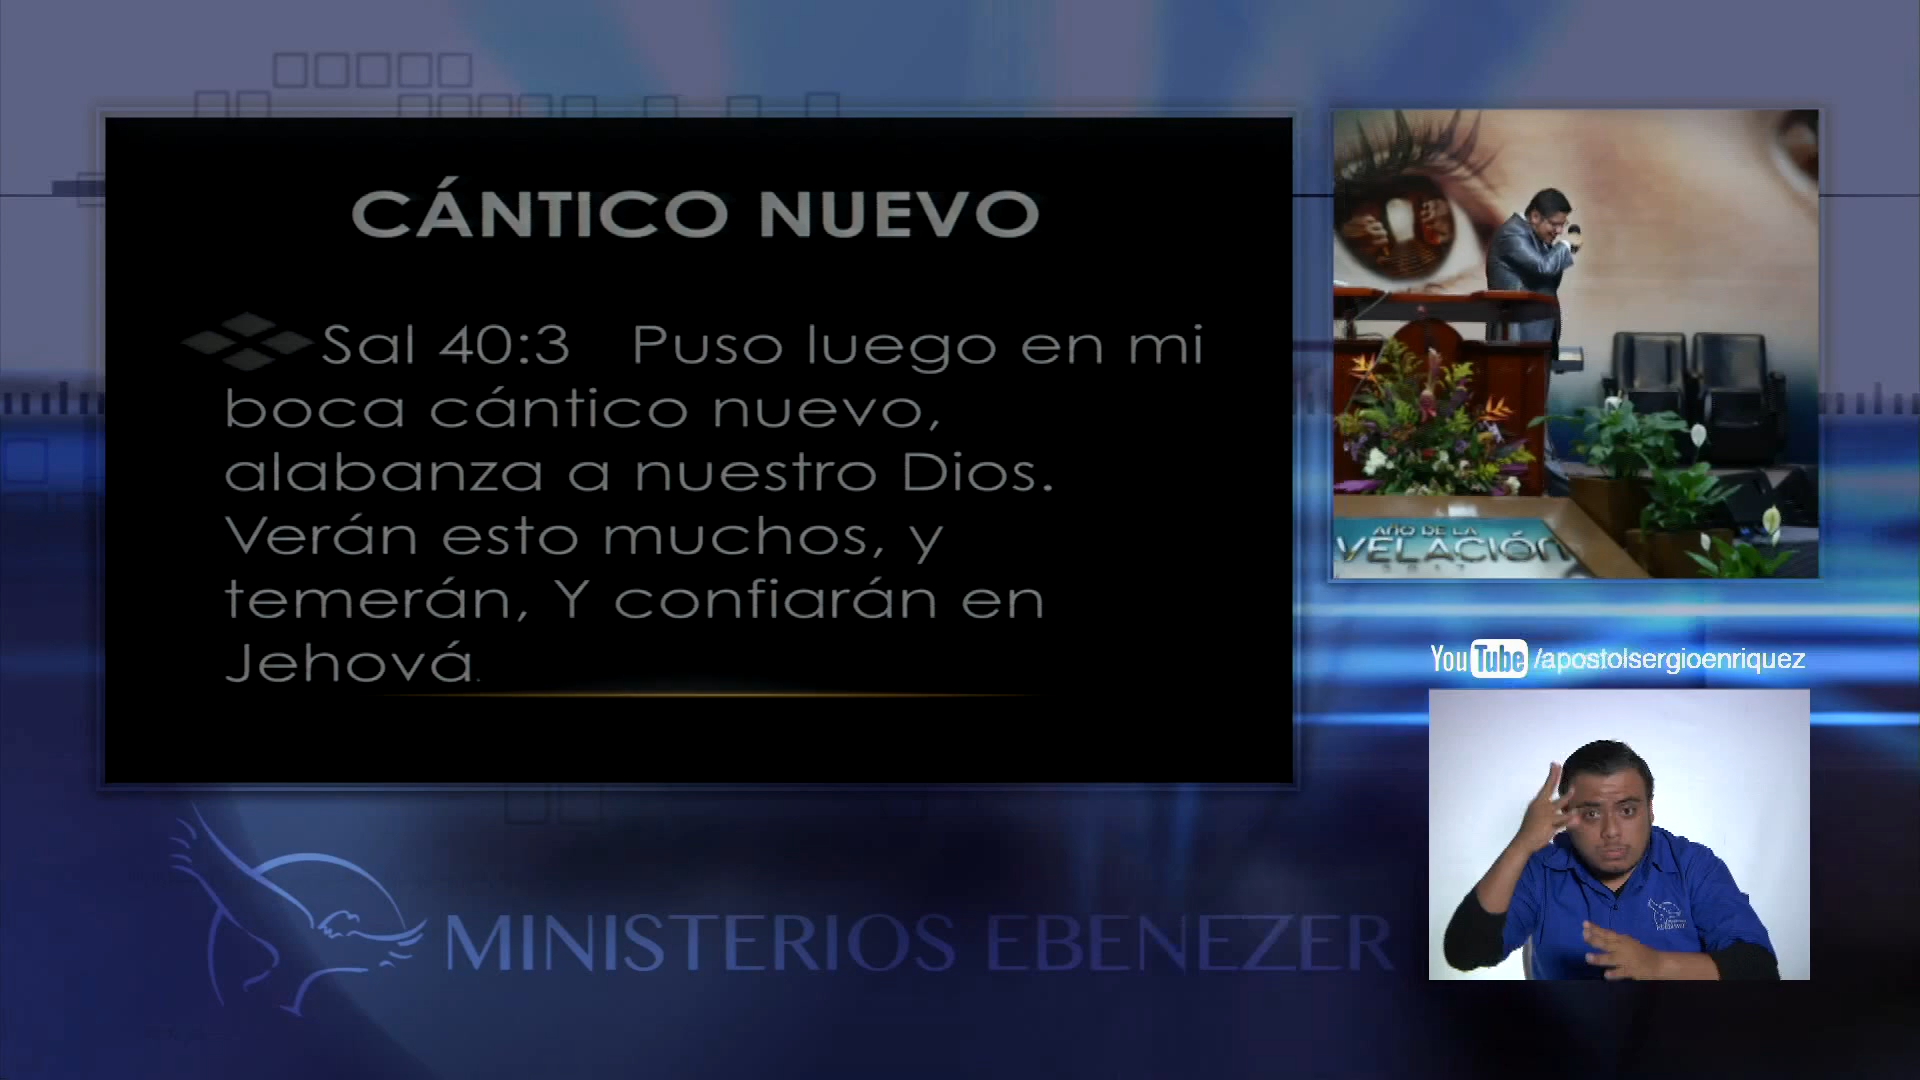 CÁNTICO NUEVO
Sal 40:3 Puso luego en mi
boca cántico nuevo,
alabanza a nuestro Dios.
Verán esto muchos, y
temerán, Y confiarán en
Jehová.
AÑO DE LA
VELACIÓN
2017
YouTube /apostolsergioenriquez
MINISTERIOS EBENEZER